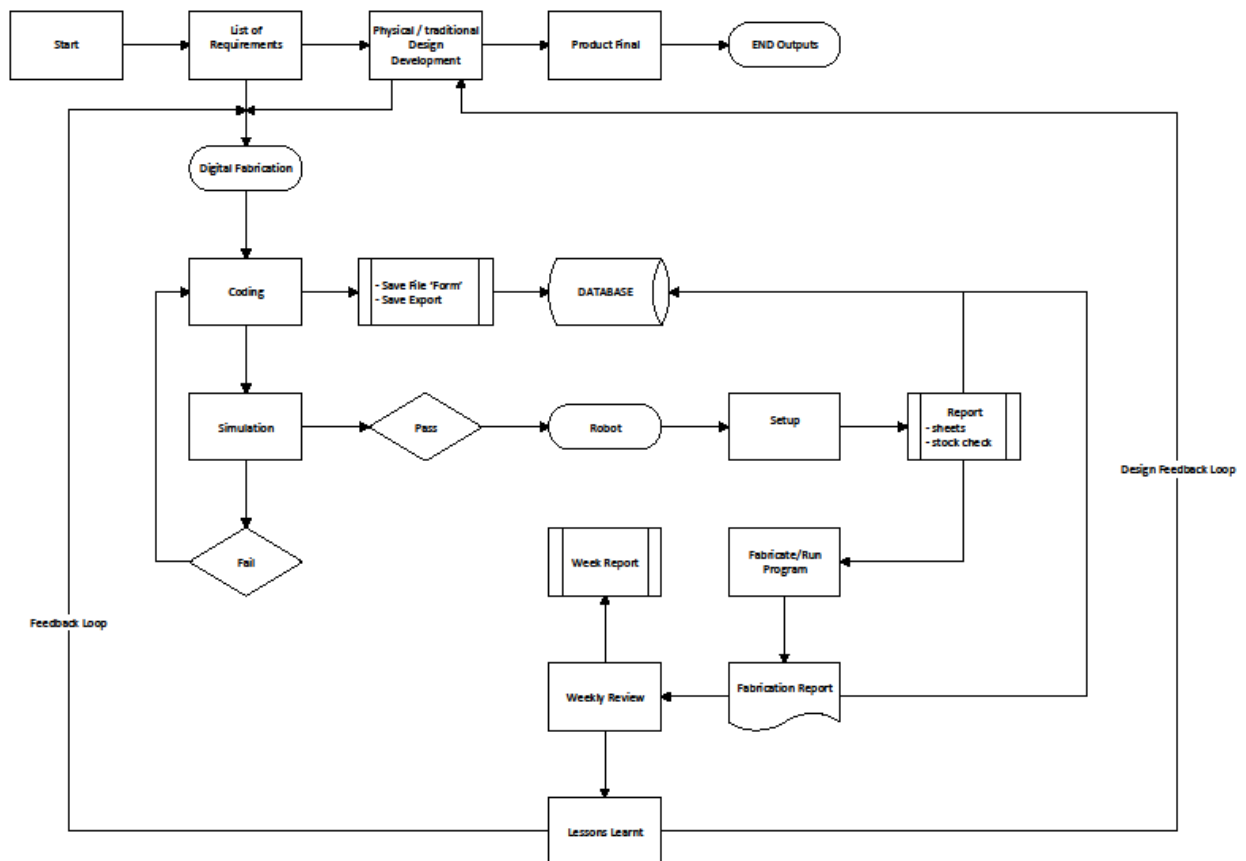 Start
List of
Requirements
Physical / traditional
Design
Development
Product Final
END Outputs
Digital Fabrication
Coding
- Save File ‘Form’
- Save Export
DATABASE
Simulation
Pass
Robot
Setup
Report
- sheets
- stock check
Design Feedback Loop
Fail
Week Report
Fabricate/Run
Program
Feedback Loop
Weekly Review
Fabrication Report
Lessons Learnt